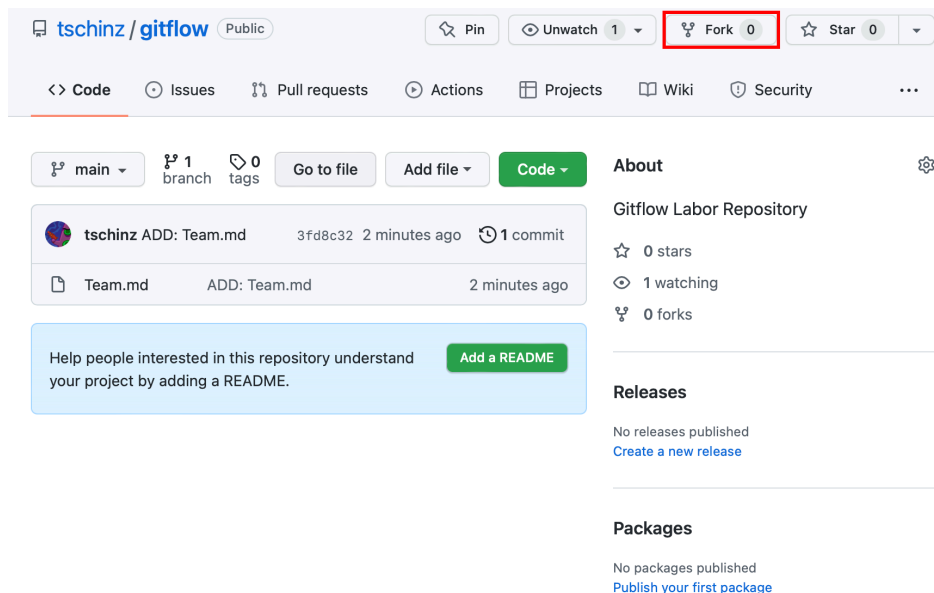 tschinz / gitflow Public Pin Unwatch 1 Fork 0 Star 0
Code Issues Pull requests Actions Projects Wiki Security
main 1 branch 0 tags Go to file Add file Code
tschinz ADD: Team.md 3fd8c32 2 minutes ago 1 commit
Team.md ADD: Team.md 2 minutes ago
Help people interested in this repository understand
your project by adding a README.
Add a README
About
Gitflow Labor Repository
0 stars
1 watching
0 forks
Releases
No releases published
Create a new release
Packages
No packages published
Publish your first package